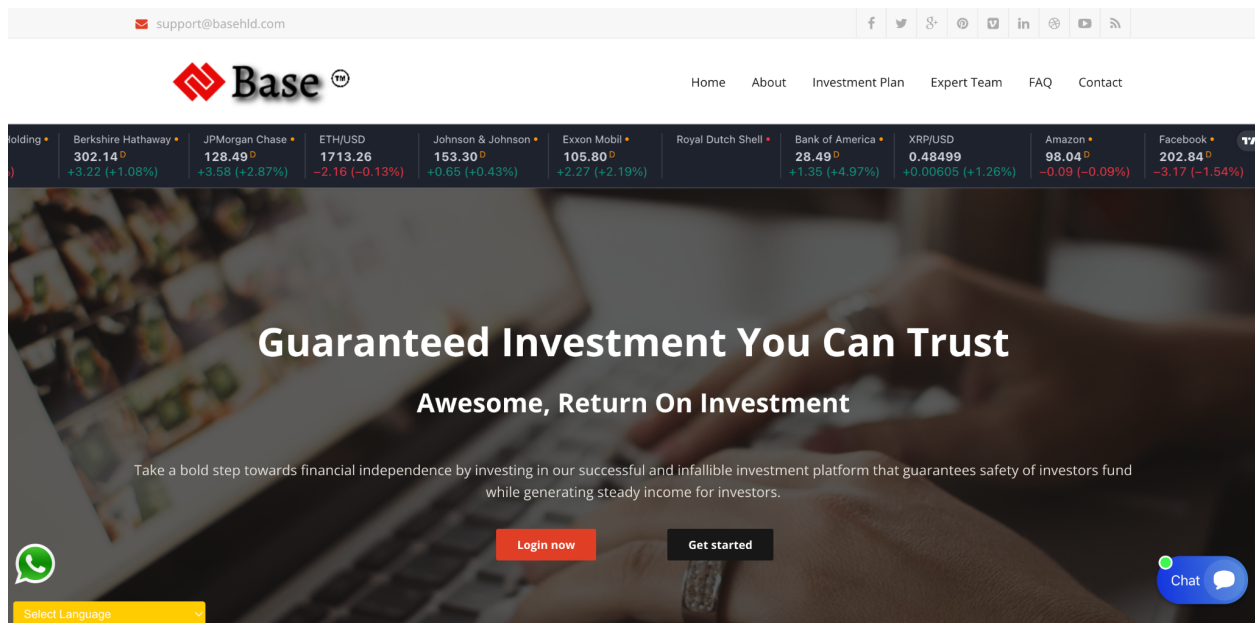 support@basehld.com
Base TM
Home About Investment Plan Expert Team FAQ Contact
Holding Berkshire Hathaway JPMorgan Chase ETH/USD Johnson & Johnson Exxon Mobil Royal Dutch Shell Bank of America XRP/USD Amazon Facebook
302.14 D 128.49 D 1713.26 153.30 D 105.80 D 28.49 D 0.48499 98.04 D 202.84 D
%) +3.22 (+1.08%) +3.58 (+2.87%) −2.16 (−0.13%) +0.65 (+0.43%) +2.27 (+2.19%) +1.35 (+4.97%) +0.00605 (+1.26%) −0.09 (−0.09%) −3.17 (−1.54%)
Guaranteed Investment You Can Trust
Awesome, Return On Investment
Take a bold step towards financial independence by investing in our successful and infallible investment platform that guarantees safety of investors fund
while generating steady income for investors.
Login now Get started
Chat
Select Language